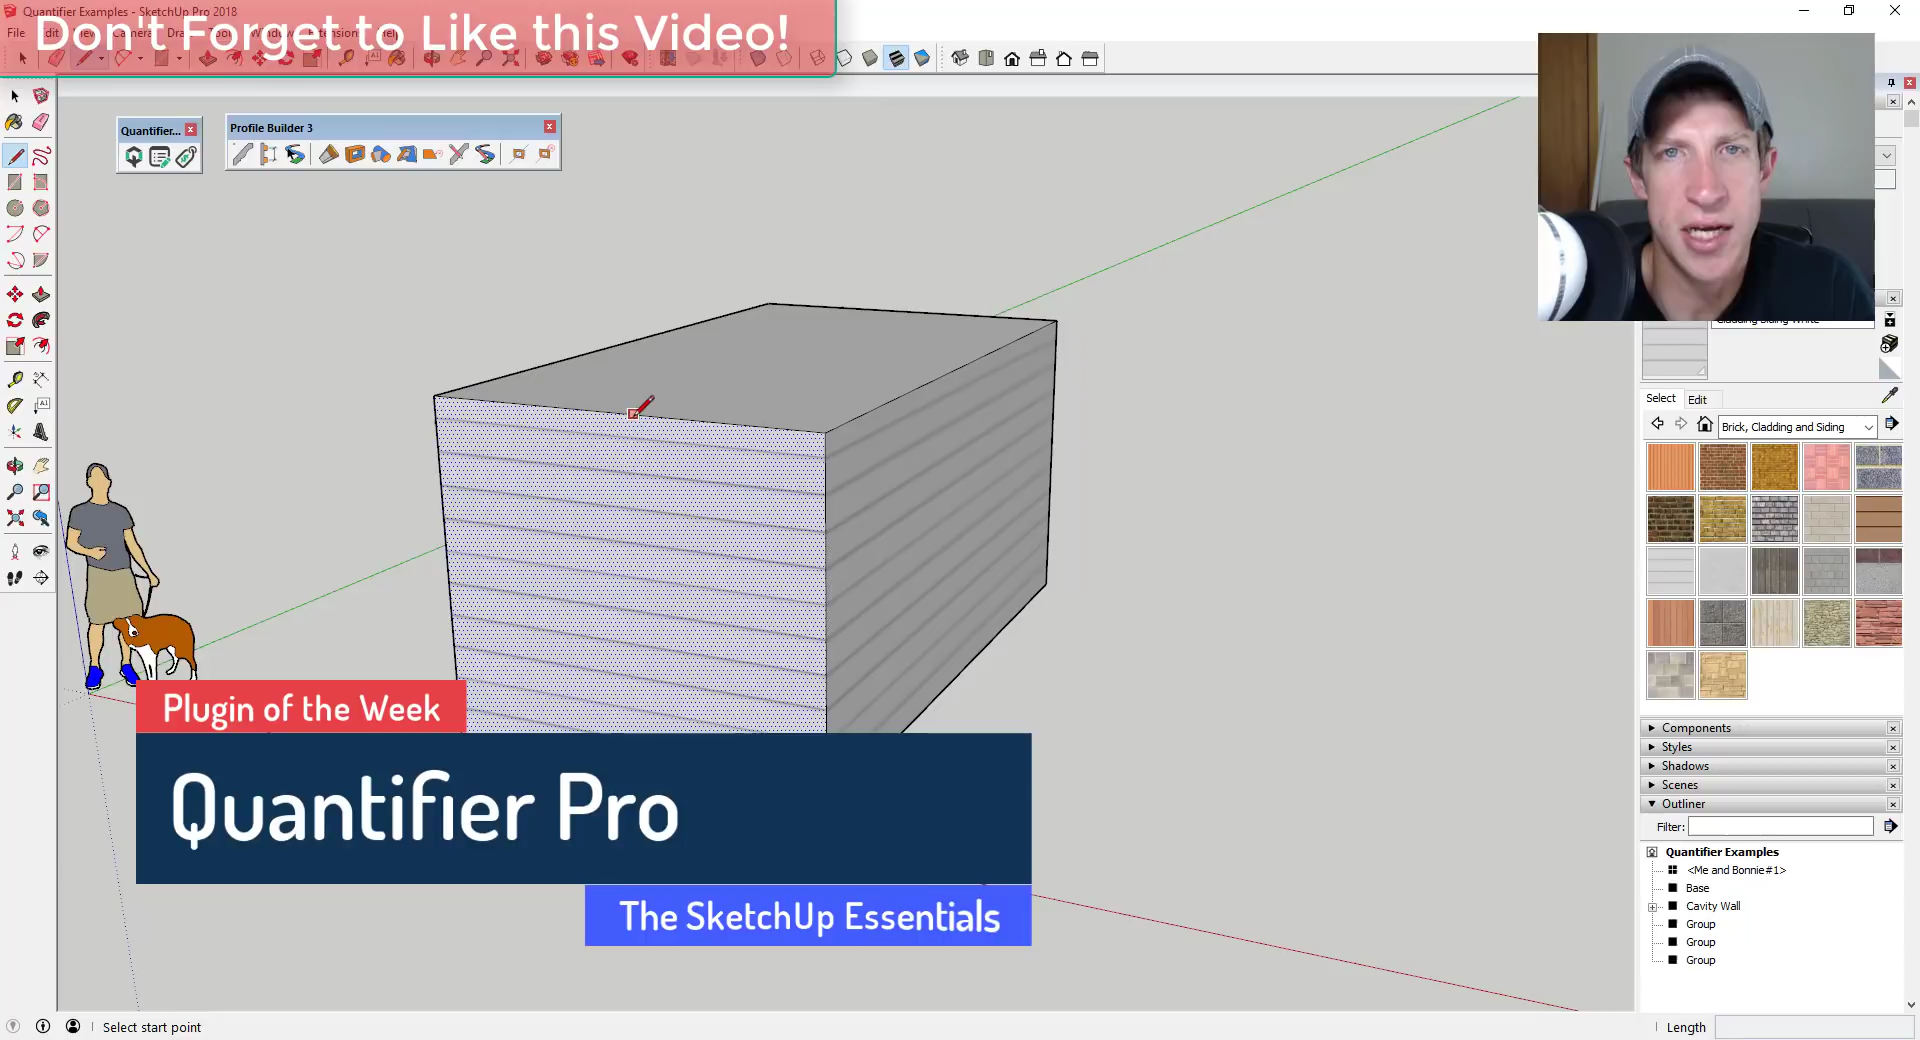 Quantifier Examples - SketchUp Pro 2018
Don't Forget to Like this Video!
File
Quantifier...
Profile Builder 3
Select
Edit
Brick, Cladding and Siding
Plugin of the Week
Quantifier Pro
The SketchUp Essentials
Components
Styles
Shadows
Scenes
Outliner
Filter:
Quantifier Examples
<Me and Bonnie#1>
Base
Cavity Wall
Group
Group
Group
Select start point
Length